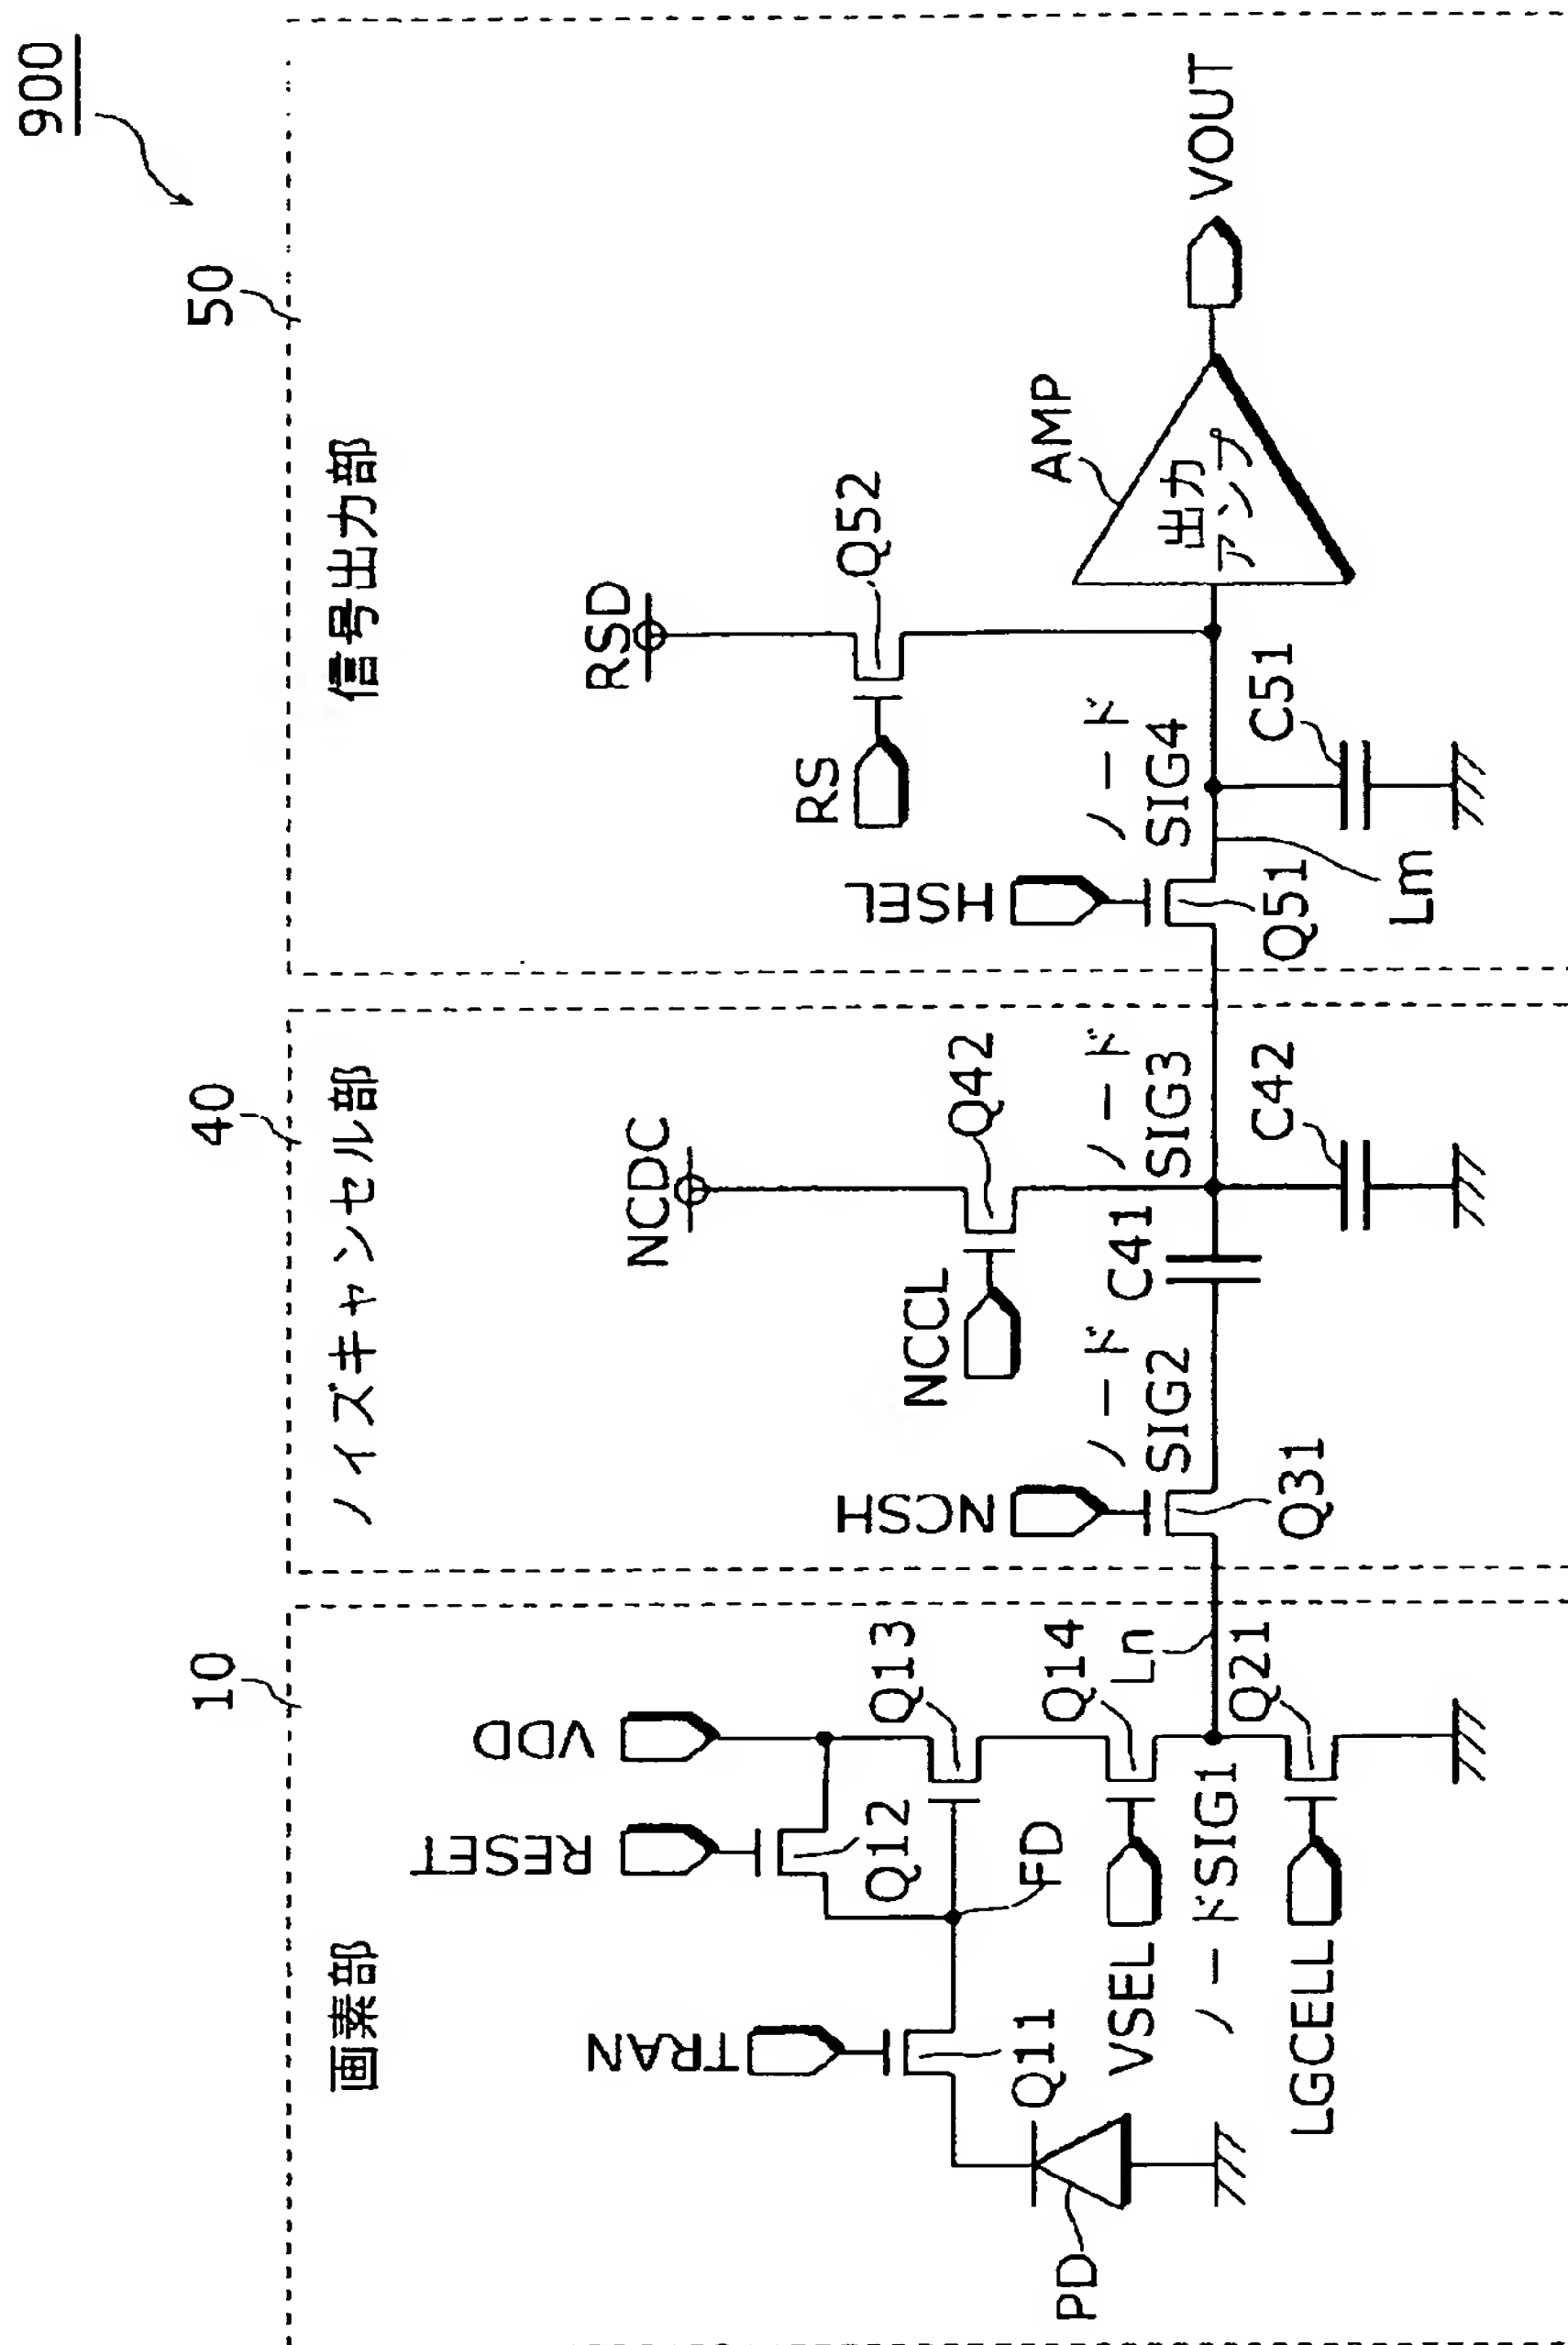 900
10
40
50
画素部
ノイズキャンセル部
信号出力部
RESET
VDD
TRAN
Q12
Q13
FD
Q11
PD
VSEL
Q14
Ln
ノードSIG1
LGCELL
Q21
NCDC
NCCL
Q42
NCSH
ノード
SIG2
C41
ノード
SIG3
Q31
C42
RSD
RS
Q52
HSEL
ノード
SIG4
Q51
Lm
C51
AMP
出力
アンプ
VOUT